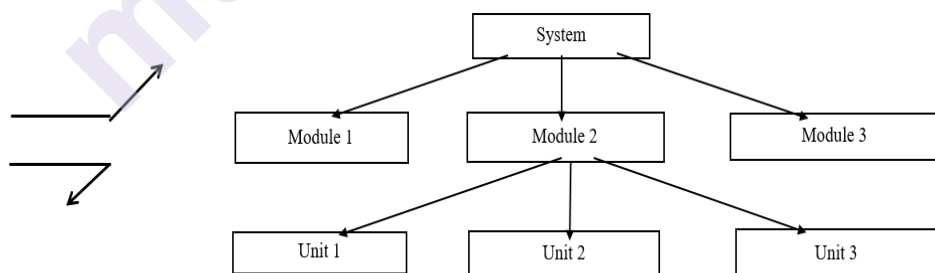 System
Module 1
Module 2
Module 3
Unit 1
Unit 2
Unit 3